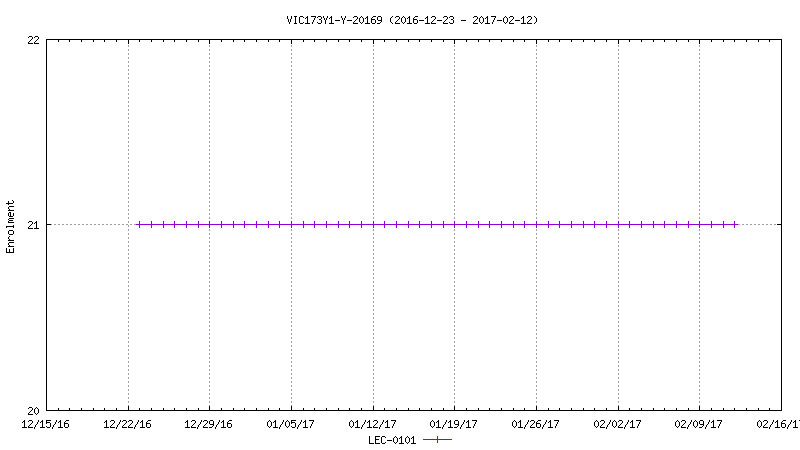 VIC173Y1-Y-20169 (2016-12-23 - 2017-02-12)
22
Enrolment
21
20
12/15/16 12/22/16 12/29/16 01/05/17 01/12/17 01/19/17 01/26/17 02/02/17 02/09/17 02/16/1
LEC-0101